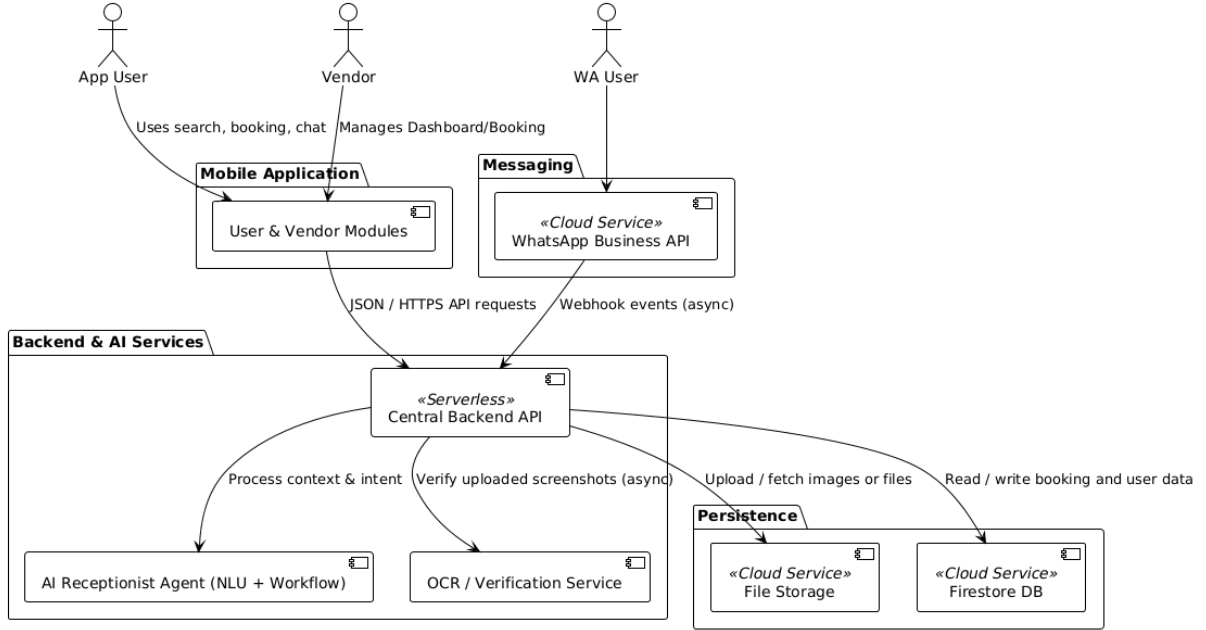 App User
Vendor
WA User
Uses search, booking, chat
Manages Dashboard/Booking
Mobile Application
User & Vendor Modules
Messaging
«Cloud Service»
WhatsApp Business API
JSON / HTTPS API requests
Webhook events (async)
Backend & AI Services
«Serverless»
Central Backend API
Process context & intent
Verify uploaded screenshots (async)
Upload / fetch images or files
Read / write booking and user data
AI Receptionist Agent (NLU + Workflow)
OCR / Verification Service
Persistence
«Cloud Service»
File Storage
«Cloud Service»
Firestore DB